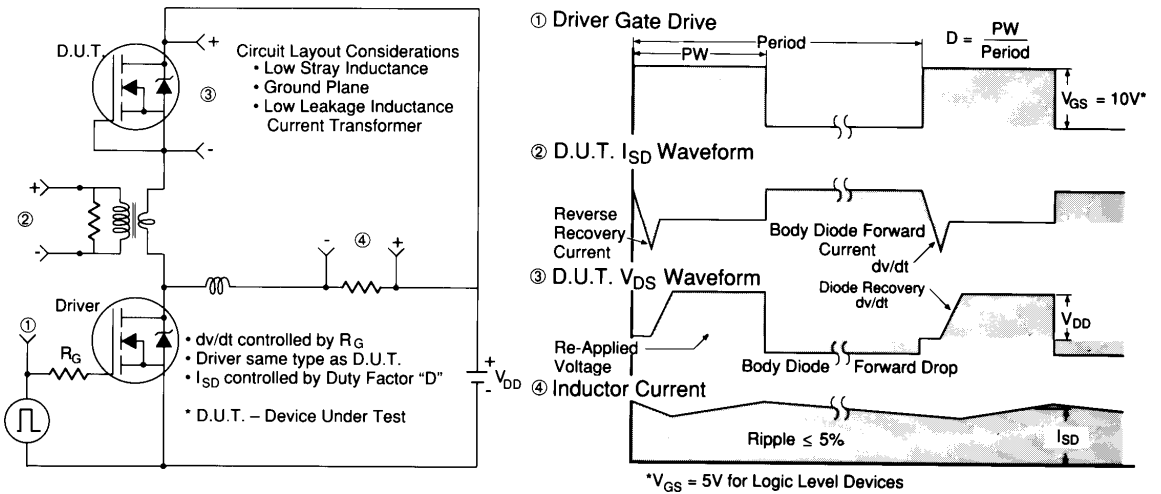 D.U.T.
+
③
-
Circuit Layout Considerations
• Low Stray Inductance
• Ground Plane
• Low Leakage Inductance
Current Transformer
+
②
-
-
④
+
Driver
①
R_G
• dv/dt controlled by R_G
• Driver same type as D.U.T.
• I_SD controlled by Duty Factor “D”
* D.U.T. – Device Under Test
+
V_DD
-
① Driver Gate Drive
Period
PW
D = PW
Period
V_GS = 10V*
② D.U.T. I_SD Waveform
Reverse
Recovery
Current
Body Diode Forward
Current
dv/dt
③ D.U.T. V_DS Waveform
Diode Recovery
dv/dt
V_DD
Re-Applied
Voltage
Body Diode
Forward Drop
④ Inductor Current
Ripple ≤ 5%
I_SD
*V_GS = 5V for Logic Level Devices